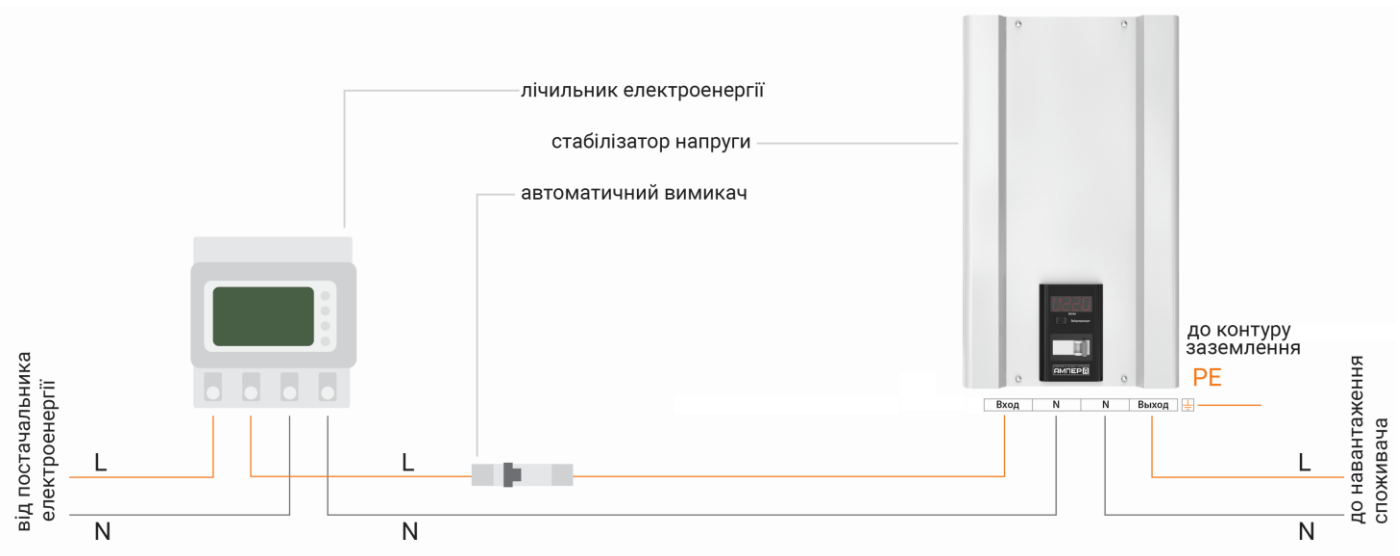 лічильник електроенергії
стабілізатор напруги
автоматичний вимикач
до контуру
заземлення
PE
АМПЕР
Вход N N Выход
від постачальника
електроенергії
L
N
L
N
L
N
до навантаження
споживача